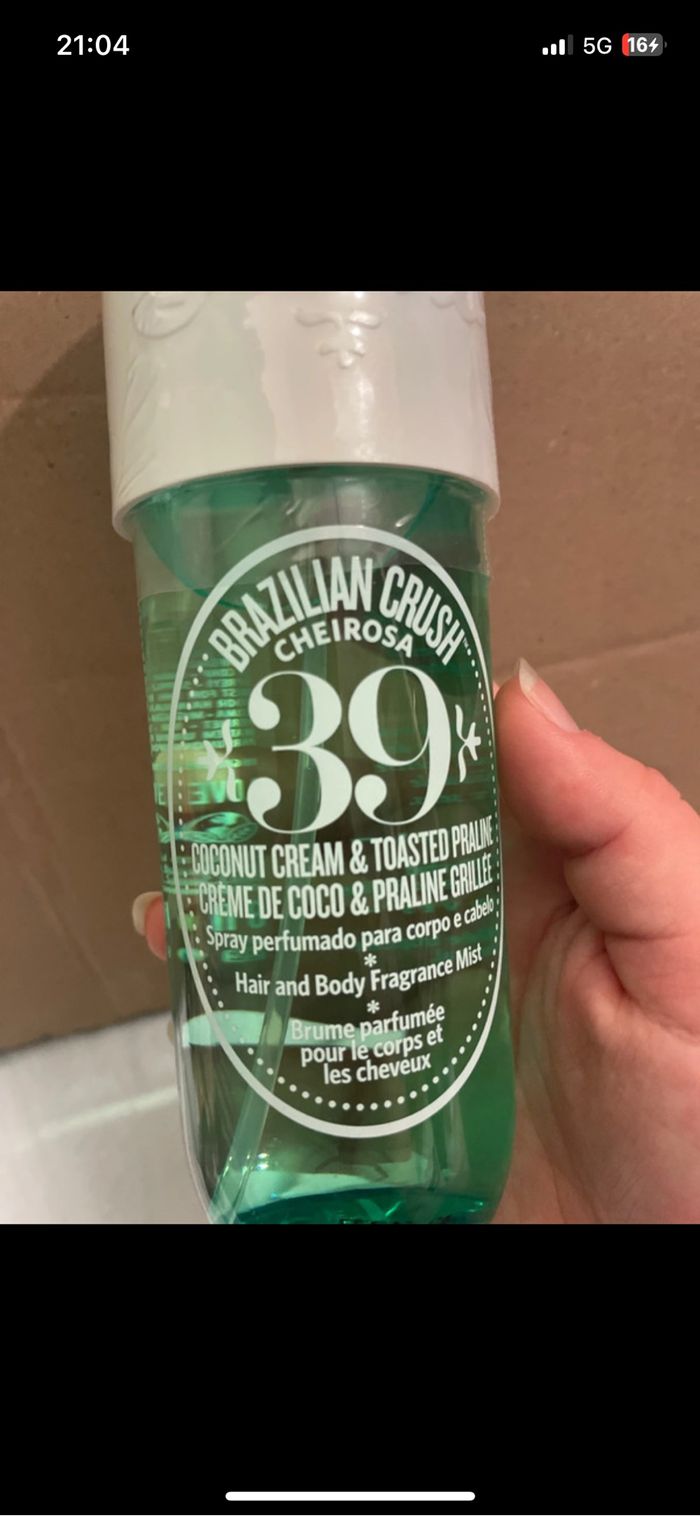 21:04
5G
16
BRAZILIAN CRUSH™
CHEIROSA
39
COCONUT CREAM & TOASTED PRALINE
CRÈME DE COCO & PRALINE GRILLÉE
Spray perfumado para corpo e cabelo
*
Hair and Body Fragrance Mist
*
Brume parfumée
pour le corps et
les cheveux